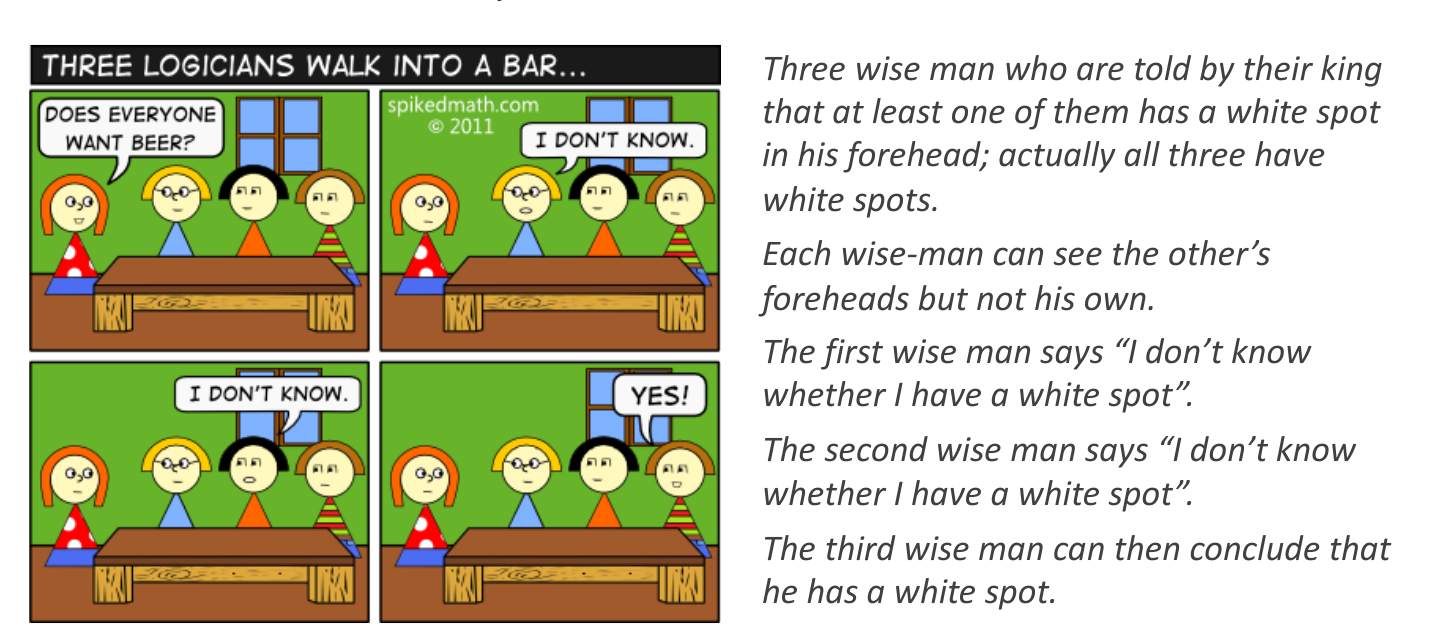 THREE LOGICIANS WALK INTO A BAR...
DOES EVERYONE
WANT BEER?
spikedmath.com
© 2011
I DON'T KNOW.
I DON'T KNOW.
YES!
Three wise man who are told by their king
that at least one of them has a white spot
in his forehead; actually all three have
white spots.
Each wise-man can see the other's
foreheads but not his own.
The first wise man says “I don't know
whether I have a white spot”.
The second wise man says “I don't know
whether I have a white spot”.
The third wise man can then conclude that
he has a white spot.